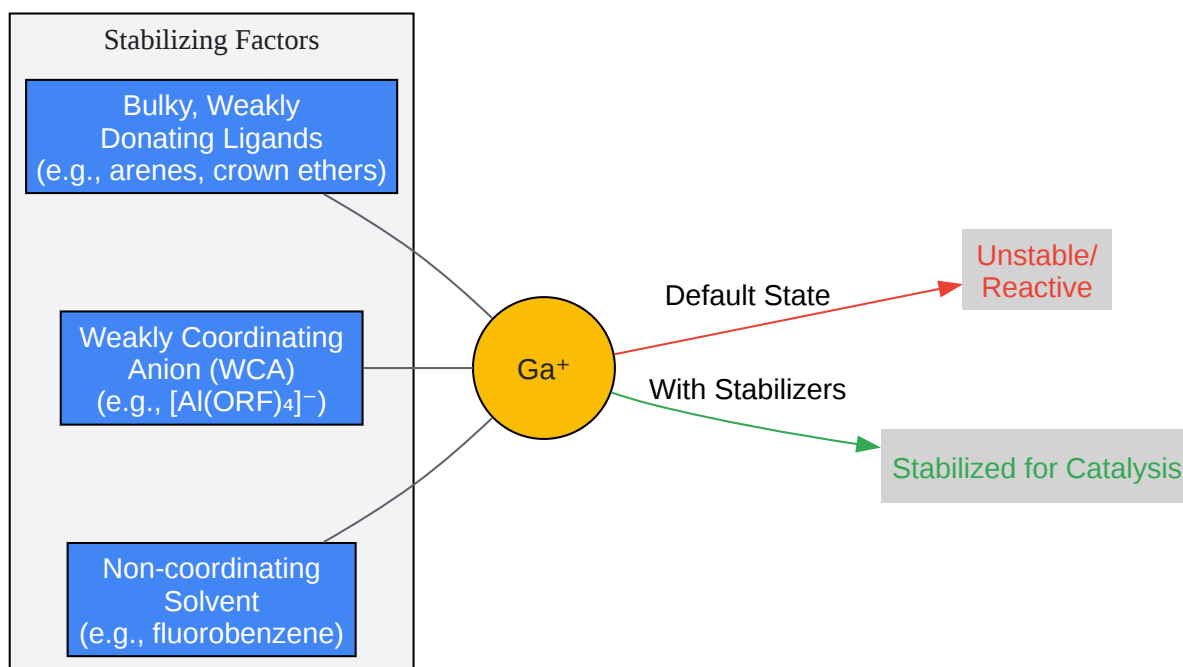 Stabilizing Factors
Bulky, Weakly
Donating Ligands
(e.g., arenes, crown ethers)
Weakly Coordinating
Anion (WCA)
(e.g., [Al(ORF)₄]⁻)
Non-coordinating
Solvent
(e.g., fluorobenzene)
Ga⁺
Default State
With Stabilizers
Unstable/
Reactive
Stabilized for Catalysis